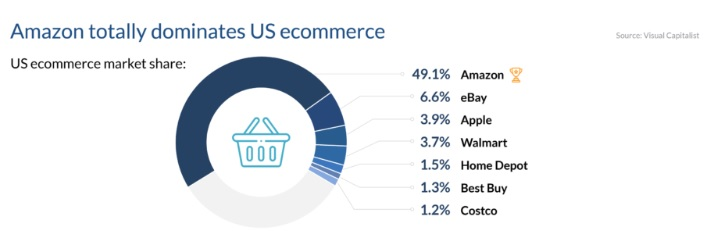 Amazon totally dominates US ecommerce
Source: Visual Capitalist
US ecommerce market share:
49.1% Amazon
6.6% eBay
3.9% Apple
3.7% Walmart
1.5% Home Depot
1.3% Best Buy
1.2% Costco